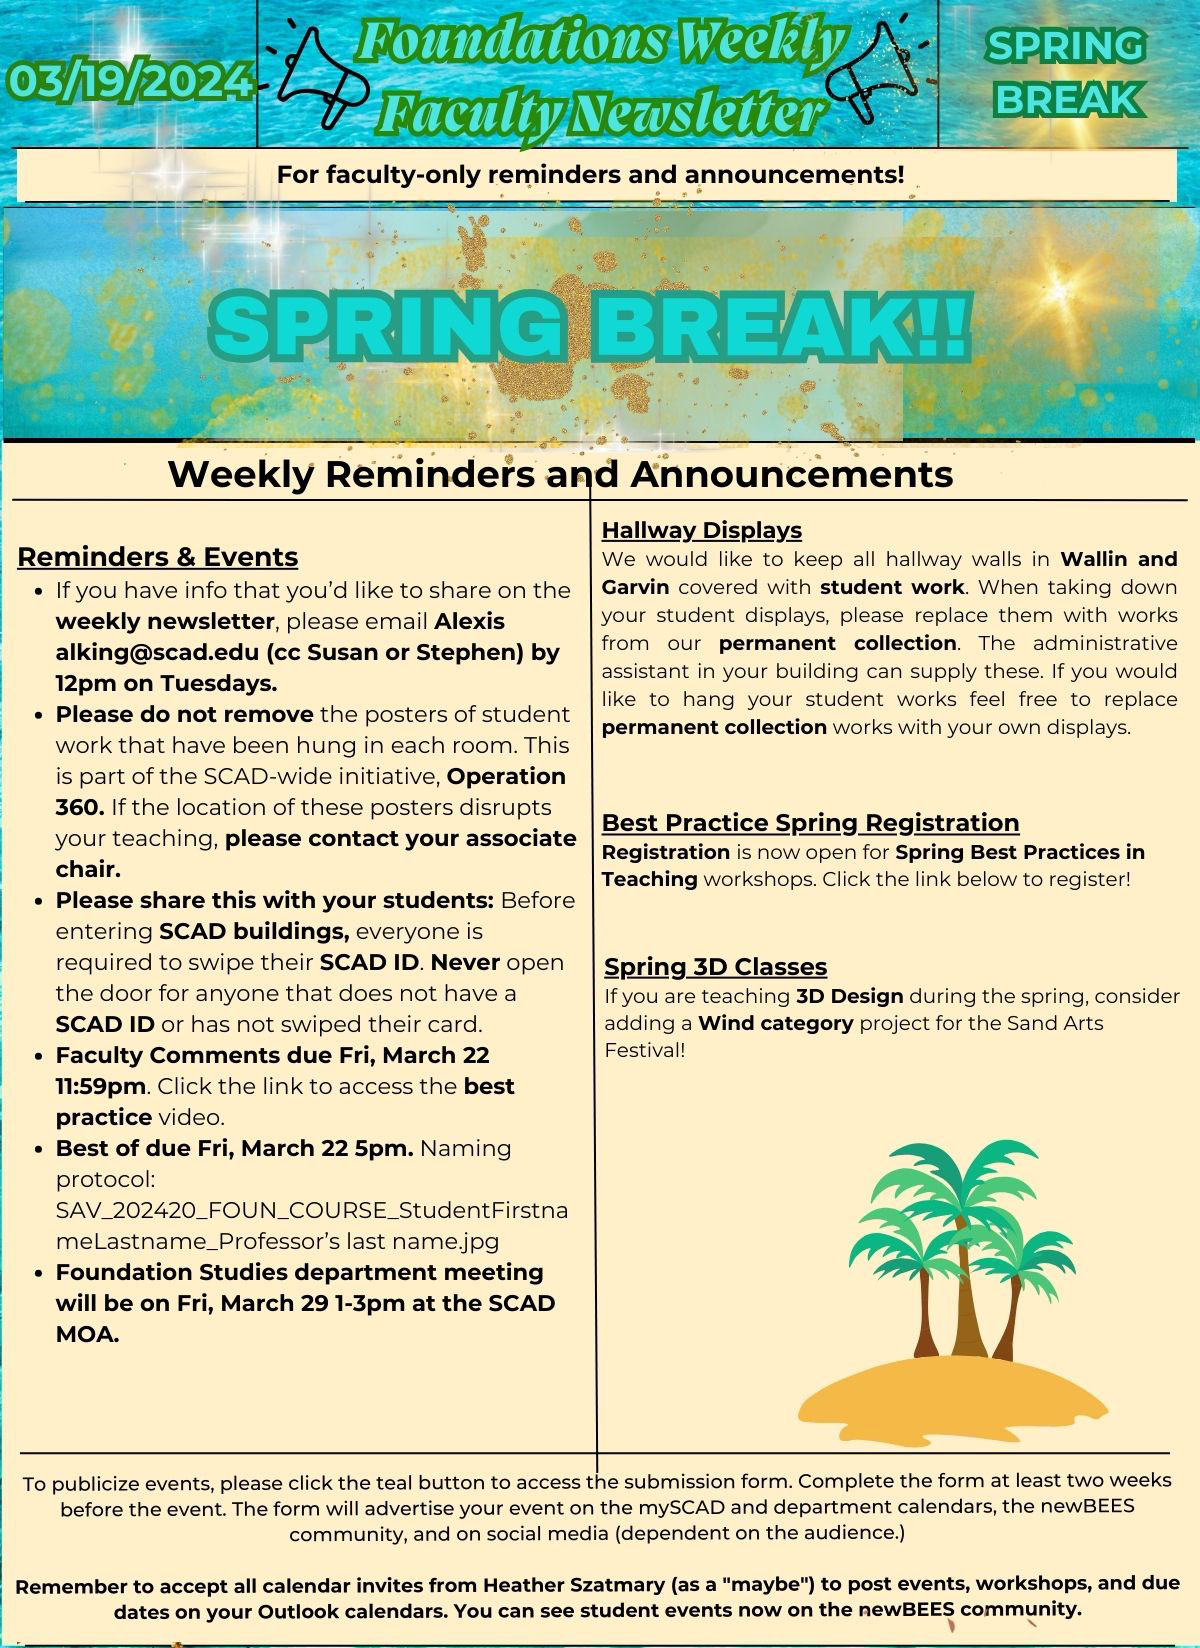 03/19/2024
Foundations Weekly
Faculty Newsletter
SPRING
BREAK
For faculty-only reminders and announcements!
SPRING BREAK!!
Weekly Reminders and Announcements
Reminders & Events
• If you have info that you’d like to share on the
weekly newsletter, please email Alexis
alking@scad.edu (cc Susan or Stephen) by
12pm on Tuesdays.
• Please do not remove the posters of student
work that have been hung in each room. This
is part of the SCAD-wide initiative, Operation
360. If the location of these posters disrupts
your teaching, please contact your associate
chair.
• Please share this with your students: Before
entering SCAD buildings, everyone is
required to swipe their SCAD ID. Never open
the door for anyone that does not have a
SCAD ID or has not swiped their card.
• Faculty Comments due Fri, March 22
11:59pm. Click the link to access the best
practice video.
• Best of due Fri, March 22 5pm. Naming
protocol:
SAV_202420_FOUN_COURSE_StudentFirstna
meLastname_Professor’s last name.jpg
• Foundation Studies department meeting
will be on Fri, March 29 1-3pm at the SCAD
MOA.
Hallway Displays
We would like to keep all hallway walls in Wallin and
Garvin covered with student work. When taking down
your student displays, please replace them with works
from our permanent collection. The administrative
assistant in your building can supply these. If you would
like to hang your student works feel free to replace
permanent collection works with your own displays.
Best Practice Spring Registration
Registration is now open for Spring Best Practices in
Teaching workshops. Click the link below to register!
Spring 3D Classes
If you are teaching 3D Design during the spring, consider
adding a Wind category project for the Sand Arts
Festival!
To publicize events, please click the teal button to access the submission form. Complete the form at least two weeks
before the event. The form will advertise your event on the mySCAD and department calendars, the newBEES
community, and on social media (dependent on the audience.)
Remember to accept all calendar invites from Heather Szatmary (as a "maybe") to post events, workshops, and due
dates on your Outlook calendars. You can see student events now on the newBEES community.